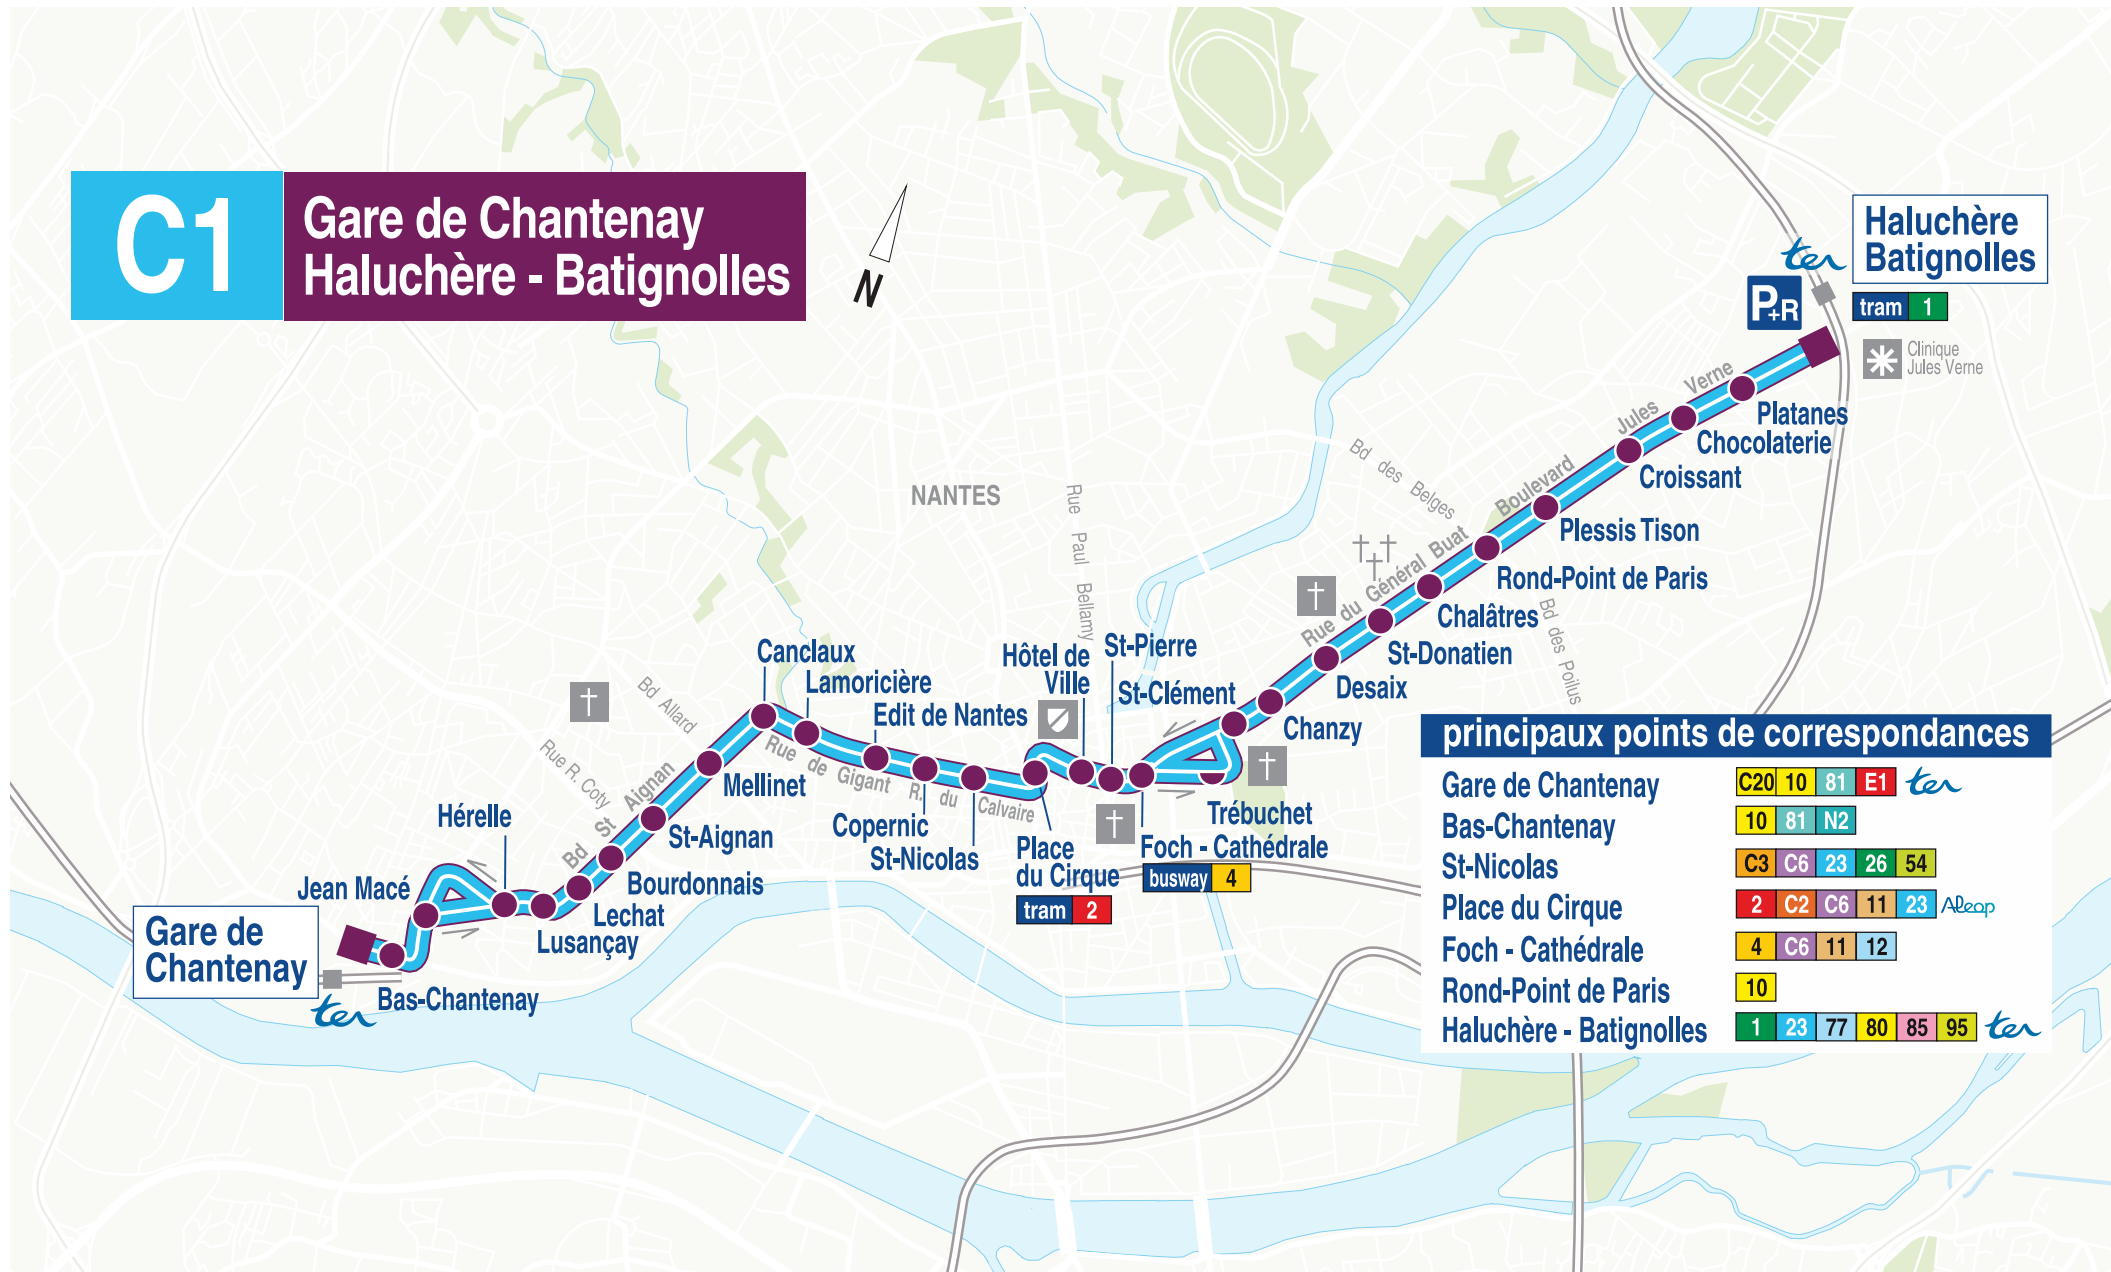 C1
Gare de Chantenay
Haluchère - Batignolles
N
ter
Haluchère
Batignolles
P+R
tram 1
Clinique
Jules Verne
Platanes
Chocolaterie
Croissant
Plessis Tison
Rond-Point de Paris
Chalâtres
St-Donatien
Desaix
Chanzy
Boulevard Jules Verne
Bd des Belges
Rue du Général Buat
Bd des Poilus
NANTES
Rue Paul Bellamy
St-Pierre
Hôtel de
Ville
St-Clément
Canclaux
Lamoricière
Edit de Nantes
Bd Allard
Rue R. Coty
Rue de Gigant
R. du Calvaire
Bd St Aignan
Mellinet
St-Aignan
Bourdonnais
Lechat
Lusançay
Hérelle
Jean Macé
Copernic
St-Nicolas
Place
du Cirque
tram 2
Trébuchet
Foch - Cathédrale
busway 4
Gare de
Chantenay
ter
Bas-Chantenay
principaux points de correspondances
Gare de Chantenay C20 10 81 E1 ter
Bas-Chantenay 10 81 N2
St-Nicolas C3 C6 23 26 54
Place du Cirque 2 C2 C6 11 23 Aleop
Foch - Cathédrale 4 C6 11 12
Rond-Point de Paris 10
Haluchère - Batignolles 1 23 77 80 85 95 ter